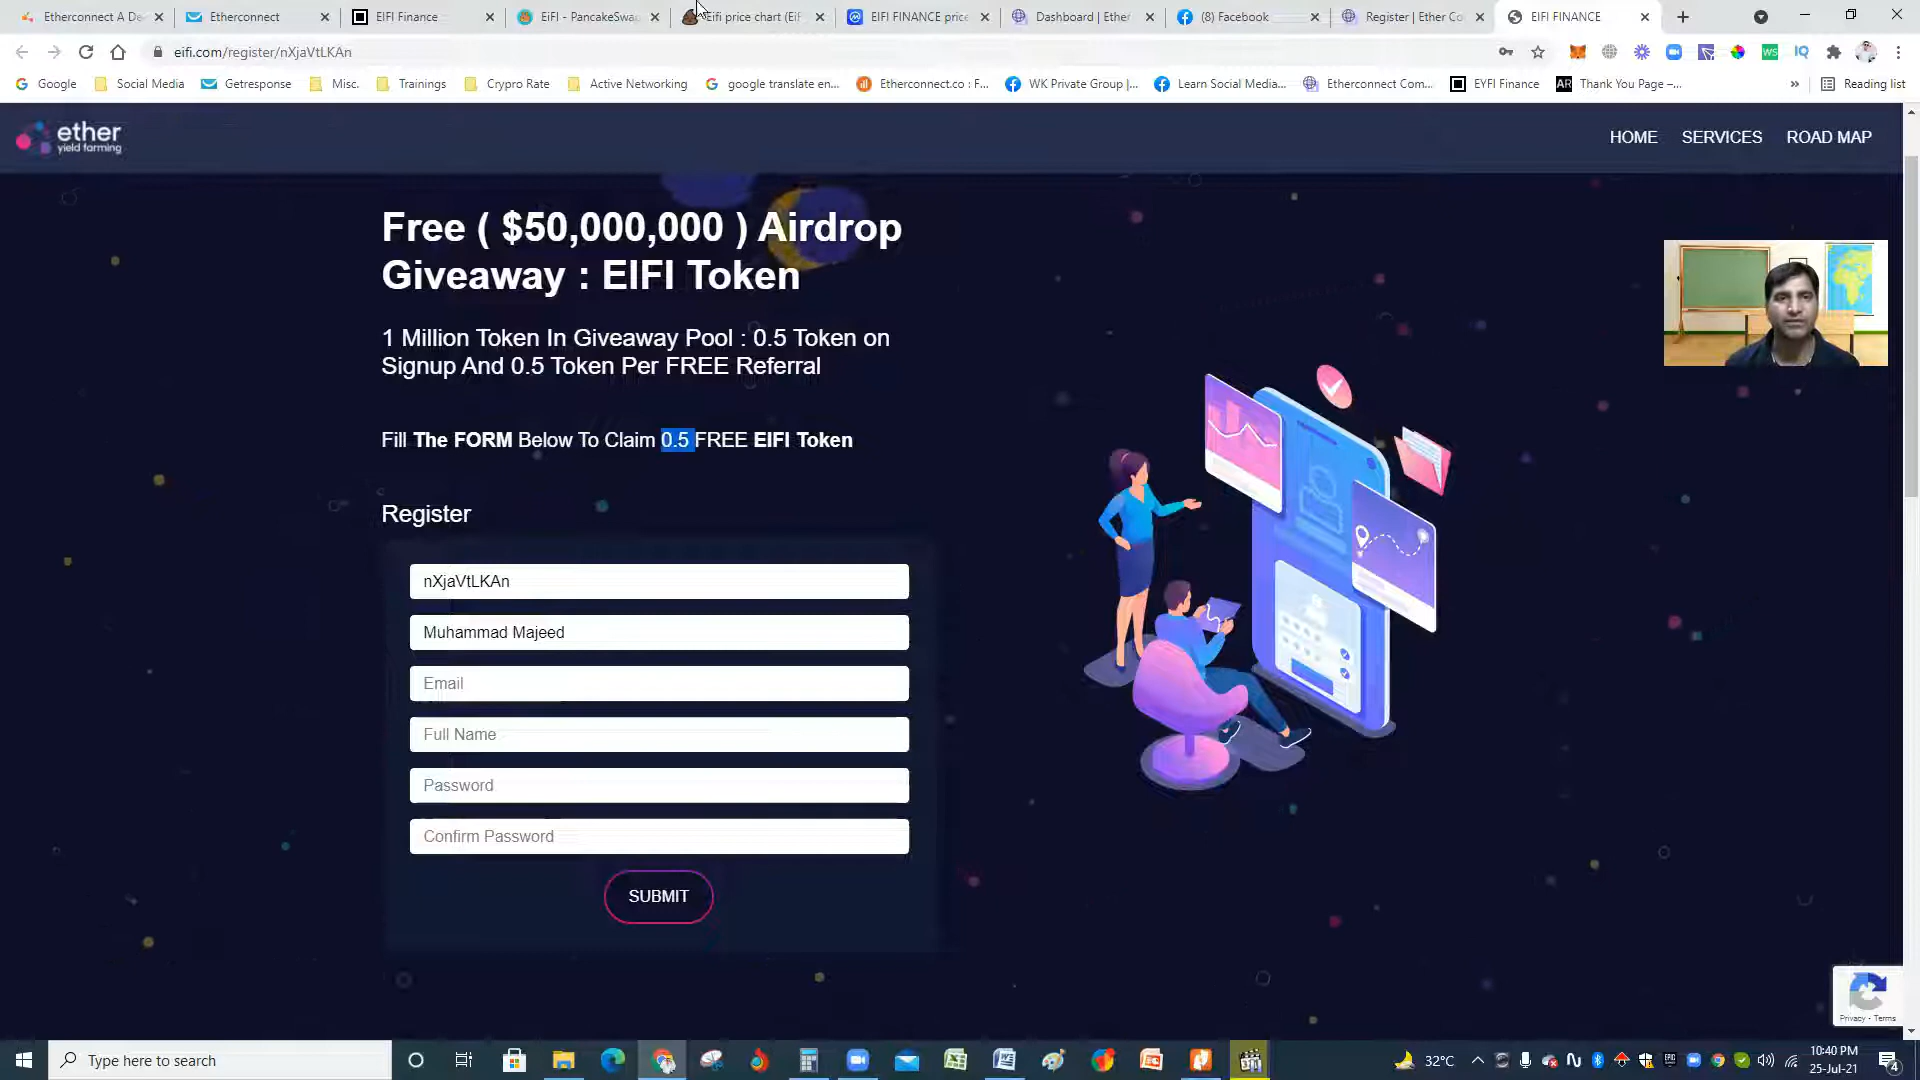 Etherconnect A De
Etherconnect
EIFI Finance
EiFI - PancakeSwap
Eifi price chart (EiF
EIFI FINANCE price
Dashboard | Ether
(8) Facebook
Register | Ether Co
EIFI FINANCE
eifi.com/register/nXjaVtLKAn
Google
Social Media
Getresponse
Misc.
Trainings
Crypro Rate
Active Networking
google translate en...
Etherconnect.co : F...
WK Private Group |...
Learn Social Media...
Etherconnect Com...
EYFI Finance
AR
Thank You Page –...
»
Reading list
ether
yield farming
HOME
SERVICES
ROAD MAP
Free ( $50,000,000 ) Airdrop
Giveaway : EIFI Token
1 Million Token In Giveaway Pool : 0.5 Token on
Signup And 0.5 Token Per FREE Referral
Fill The FORM Below To Claim 0.5 FREE EIFI Token
Register
nXjaVtLKAn
Muhammad Majeed
Email
Full Name
Password
Confirm Password
SUBMIT
Privacy - Terms
Type here to search
32°C
10:40 PM
25-Jul-21
4